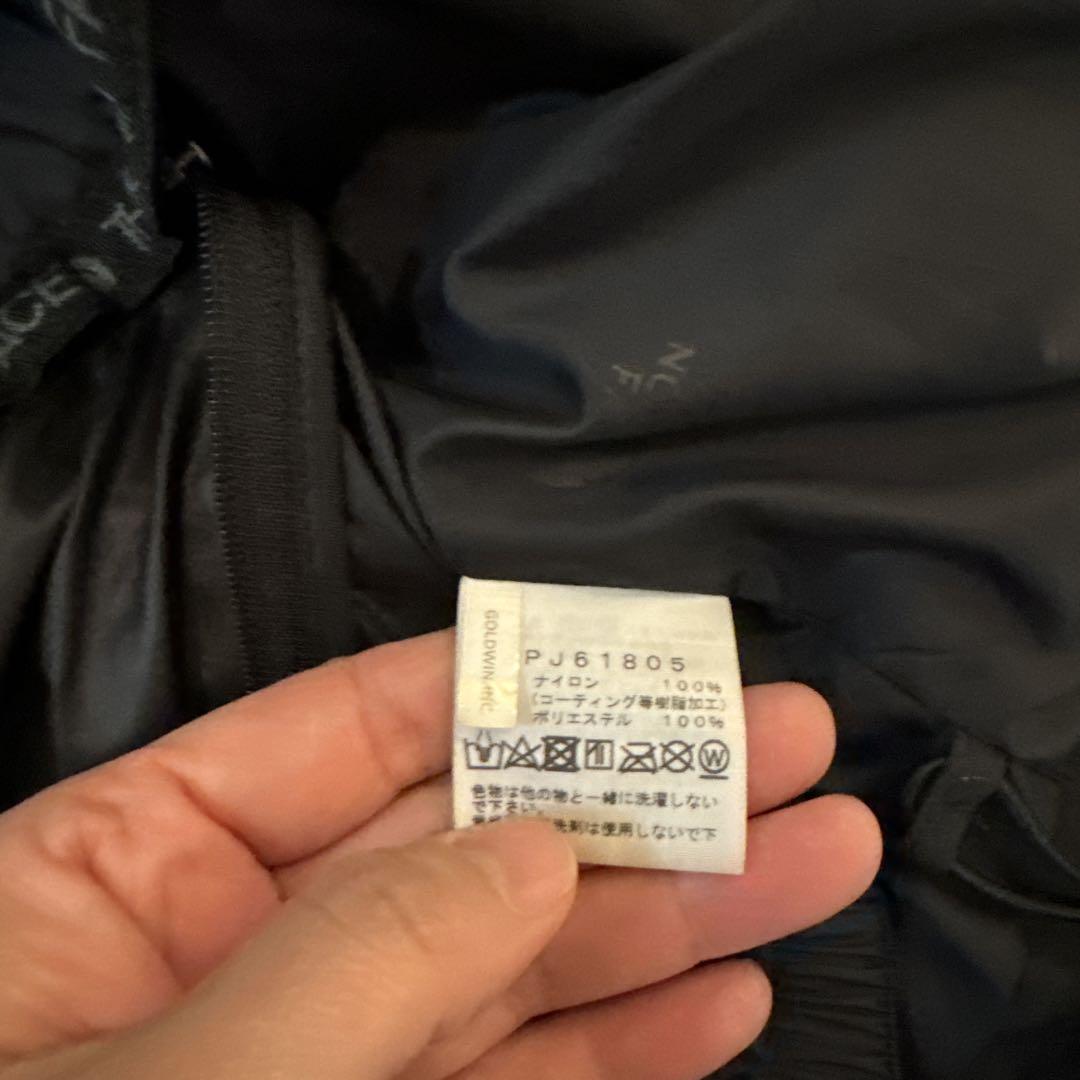 GOLDWIN-inc
PJ61805
ナイロン 100%
(コーティング等樹脂加工)
ポリエステル 100%
W
色物は他の物と一緒に洗濯しない
で下さい。
洗剤は使用しないで下
NC
F